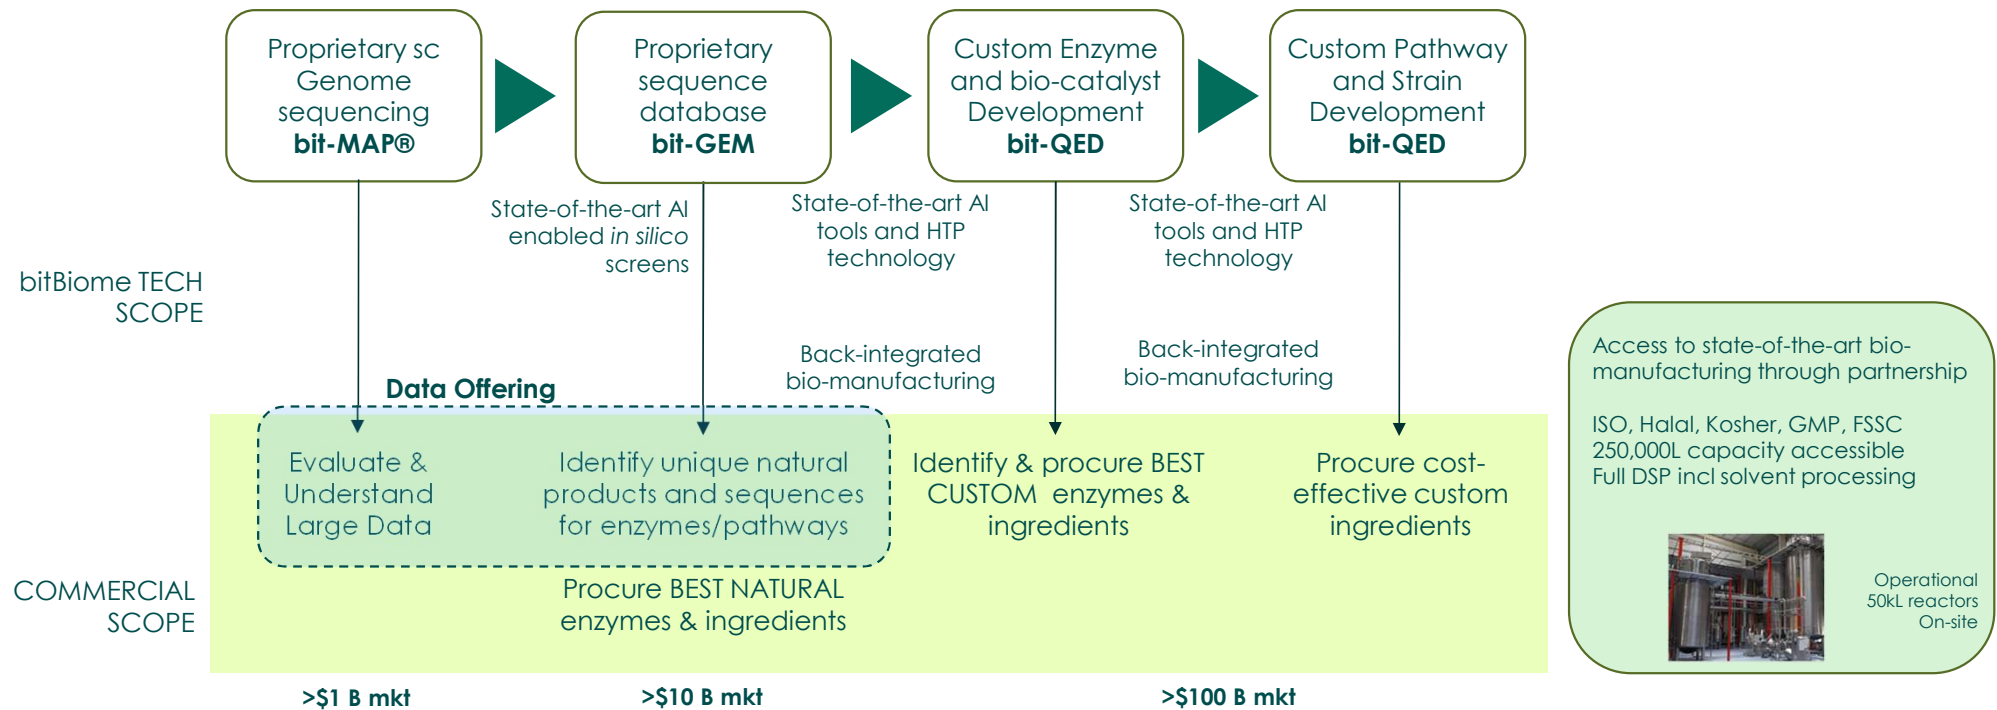 Proprietary sc
Genome
sequencing
bit-MAP®
Proprietary
sequence
database
bit-GEM
Custom Enzyme
and bio-catalyst
Development
bit-QED
Custom Pathway
and Strain
Development
bit-QED
State-of-the-art AI
enabled in silico
screens
State-of-the-art AI
tools and HTP
technology
State-of-the-art AI
tools and HTP
technology
bitBiome TECH
SCOPE
Back-integrated
bio-manufacturing
Back-integrated
bio-manufacturing
Data Offering
Evaluate &
Understand
Large Data
Identify unique natural
products and sequences
for enzymes/pathways
Identify & procure BEST
CUSTOM enzymes &
ingredients
Procure cost-
effective custom
ingredients
COMMERCIAL
SCOPE
Procure BEST NATURAL
enzymes & ingredients
>$1 B mkt
>$10 B mkt
>$100 B mkt
Access to state-of-the-art bio-
manufacturing through partnership
ISO, Halal, Kosher, GMP, FSSC
250,000L capacity accessible
Full DSP incl solvent processing
Operational
50kL reactors
On-site